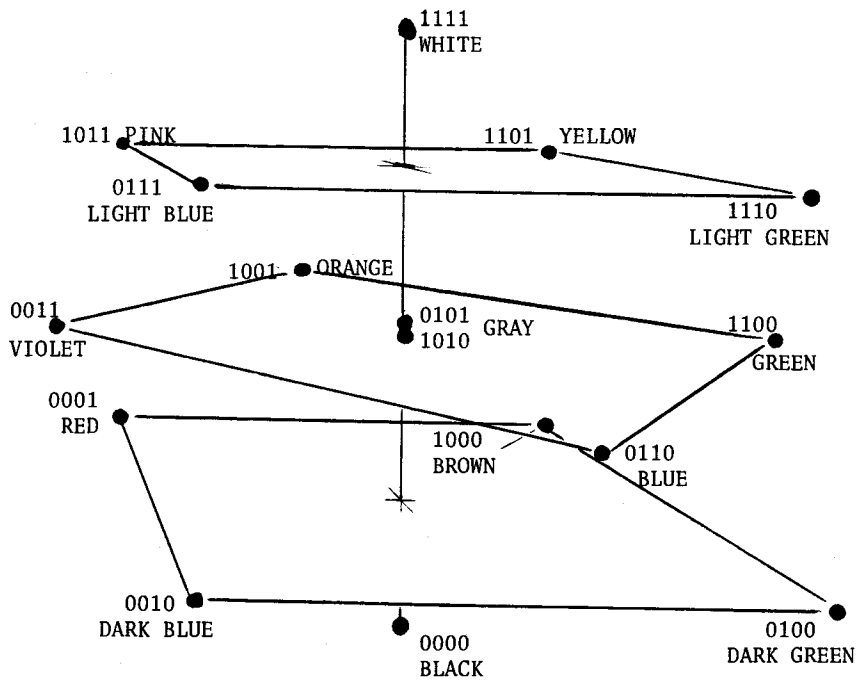 1111
WHITE
1011 PINK
1101 YELLOW
0111
LIGHT BLUE
1110
LIGHT GREEN
1001 ORANGE
0011
VIOLET
0101
GRAY
1010
1100
GREEN
0001
RED
1000
BROWN
0110
BLUE
0010
DARK BLUE
0000
BLACK
0100
DARK GREEN